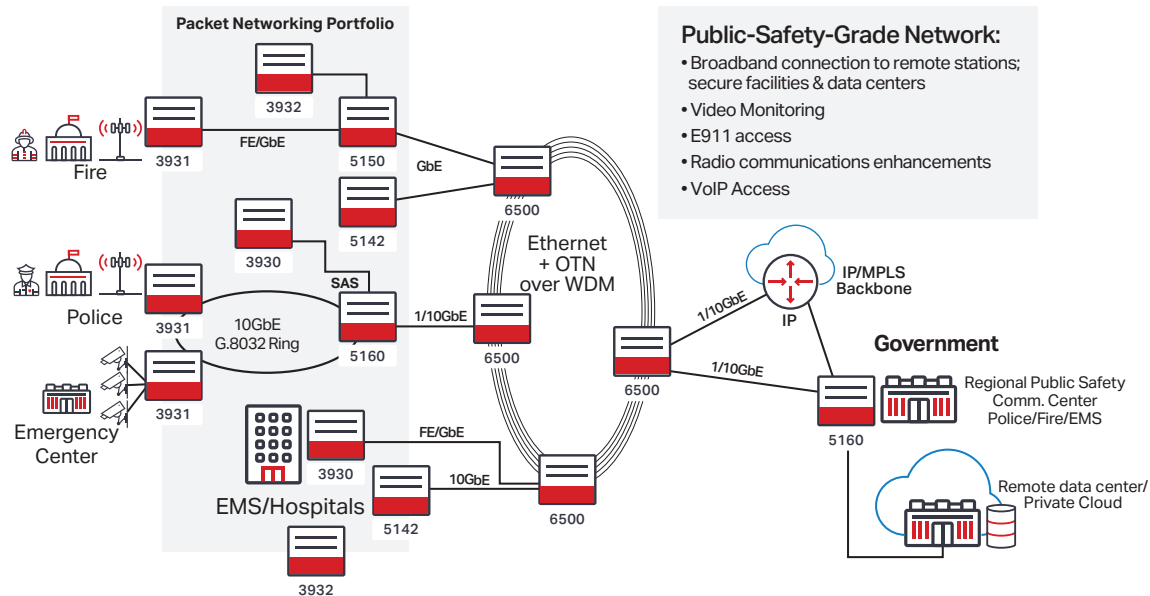 Packet Networking Portfolio
3932
3931
FE/GbE
5150
Fire
GbE
5142
6500
3930
SAS
3931
Police
10GbE
G.8032 Ring
5160
1/10GbE
6500
Ethernet
+ OTN
over WDM
3931
Emergency
Center
3930
FE/GbE
EMS/Hospitals
5142
10GbE
6500
3932
Public-Safety-Grade Network:
• Broadband connection to remote stations;
secure facilities & data centers
• Video Monitoring
• E911 access
• Radio communications enhancements
• VoIP Access
6500
1/10GbE
IP/MPLS
Backbone
IP
1/10GbE
Government
5160
Regional Public Safety
Comm. Center
Police/Fire/EMS
Remote data center/
Private Cloud